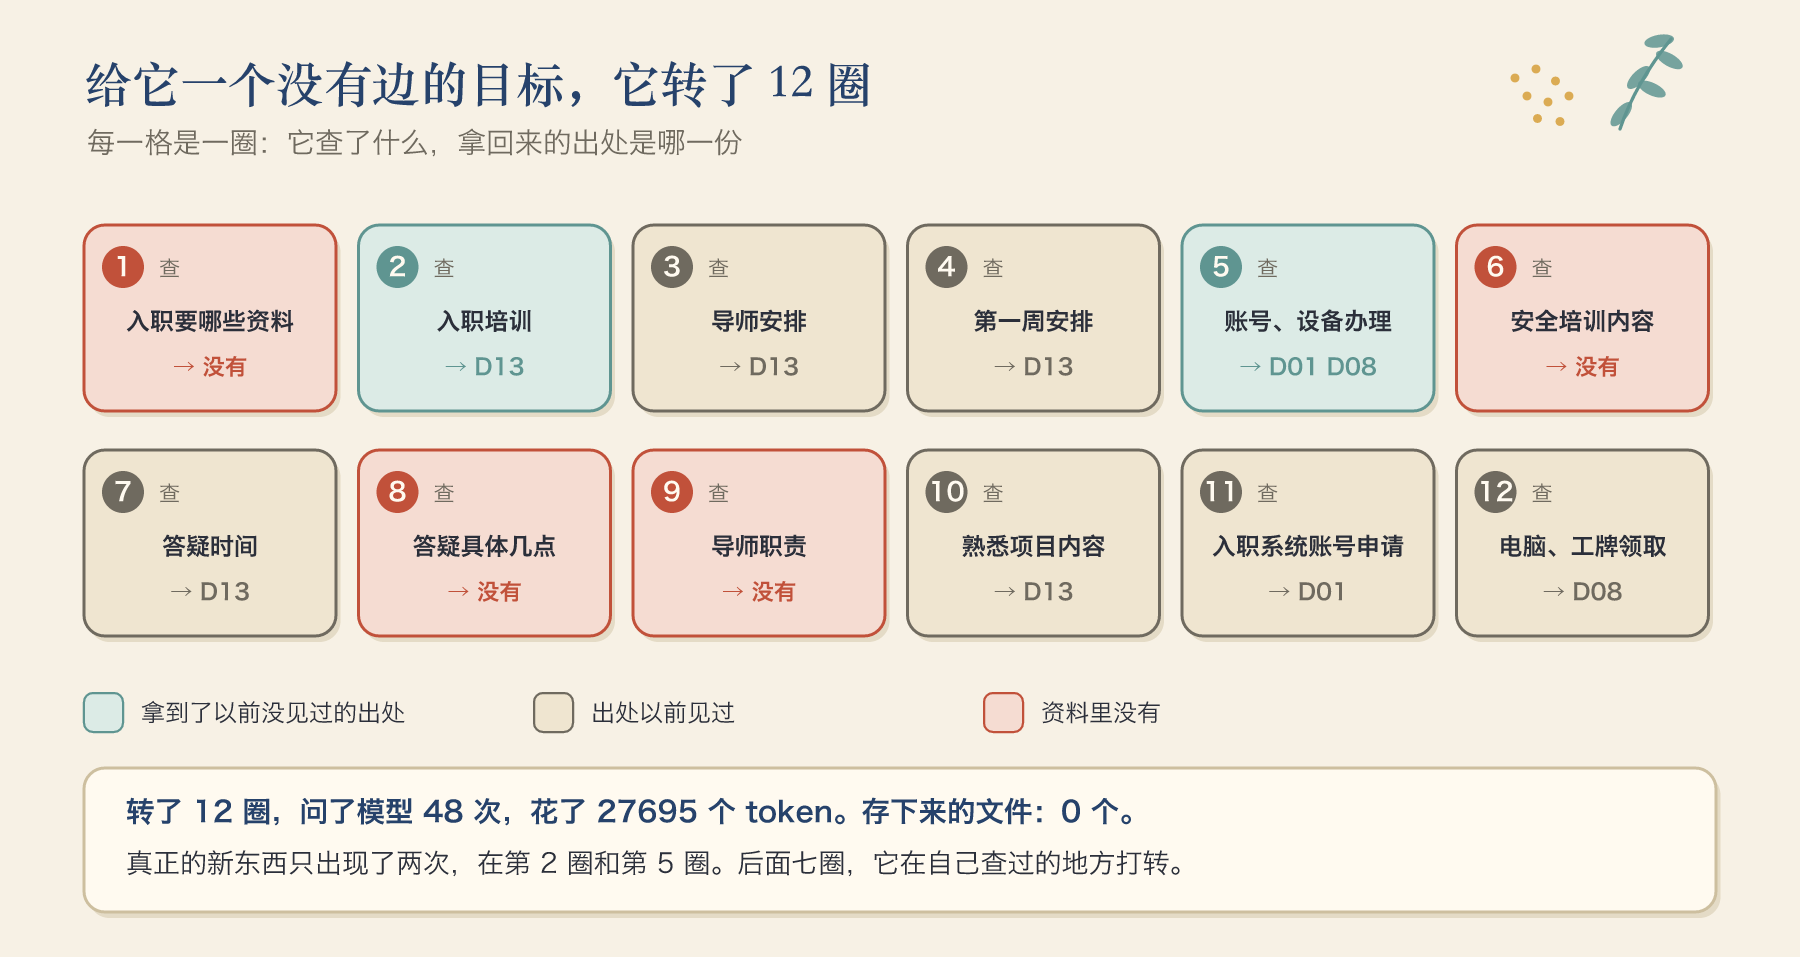 给它一个没有边的目标，它转了 12 圈
每一格是一圈：它查了什么，拿回来的出处是哪一份
1 查
入职要哪些资料
→ 没有
2 查
入职培训
→ D13
3 查
导师安排
→ D13
4 查
第一周安排
→ D13
5 查
账号、设备办理
→ D01 D08
6 查
安全培训内容
→ 没有
7 查
答疑时间
→ D13
8 查
答疑具体几点
→ 没有
9 查
导师职责
→ 没有
10 查
熟悉项目内容
→ D13
11 查
入职系统账号申请
→ D01
12 查
电脑、工牌领取
→ D08
拿到了以前没见过的出处
出处以前见过
资料里没有
转了 12 圈，问了模型 48 次，花了 27695 个 token。存下来的文件：0 个。
真正的新东西只出现了两次，在第 2 圈和第 5 圈。后面七圈，它在自己查过的地方打转。